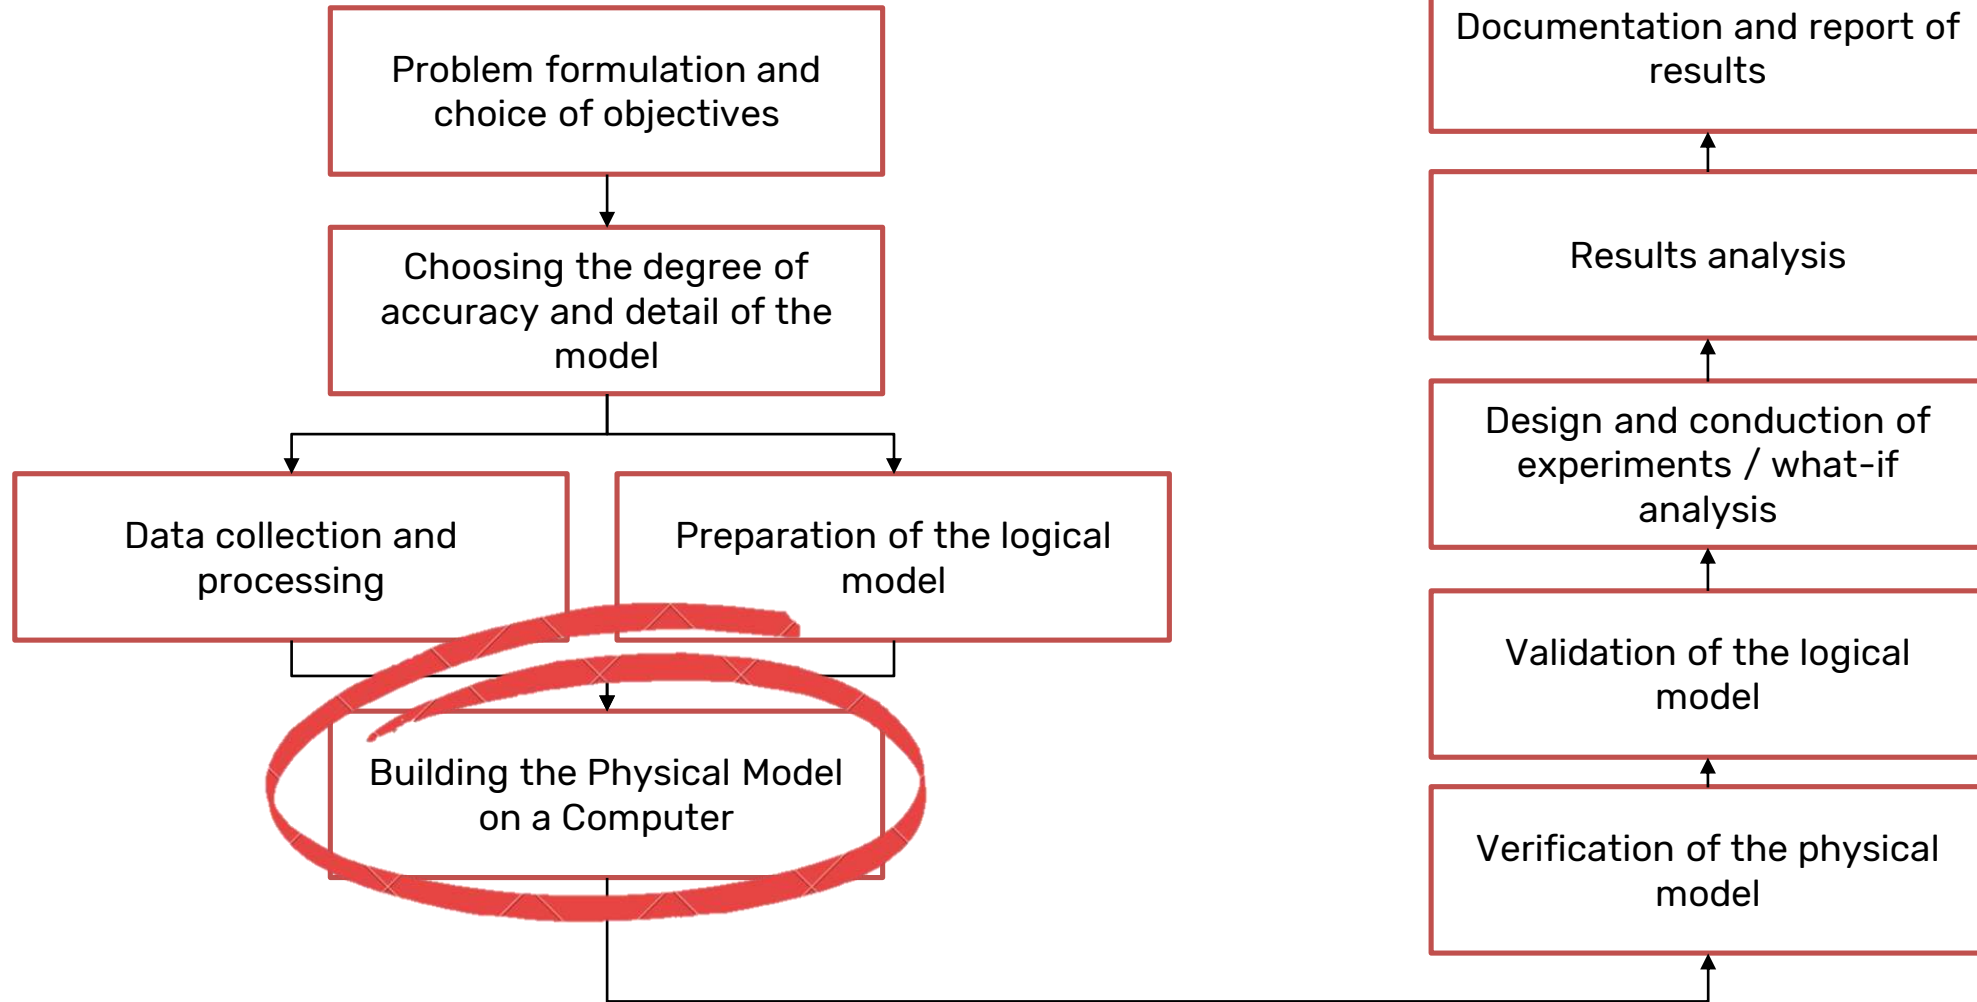 Problem formulation and
choice of objectives
Choosing the degree of
accuracy and detail of the
model
Data collection and
processing
Preparation of the logical
model
Building the Physical Model
on a Computer
Documentation and report of
results
Results analysis
Design and conduction of
experiments / what-if
analysis
Validation of the logical
model
Verification of the physical
model